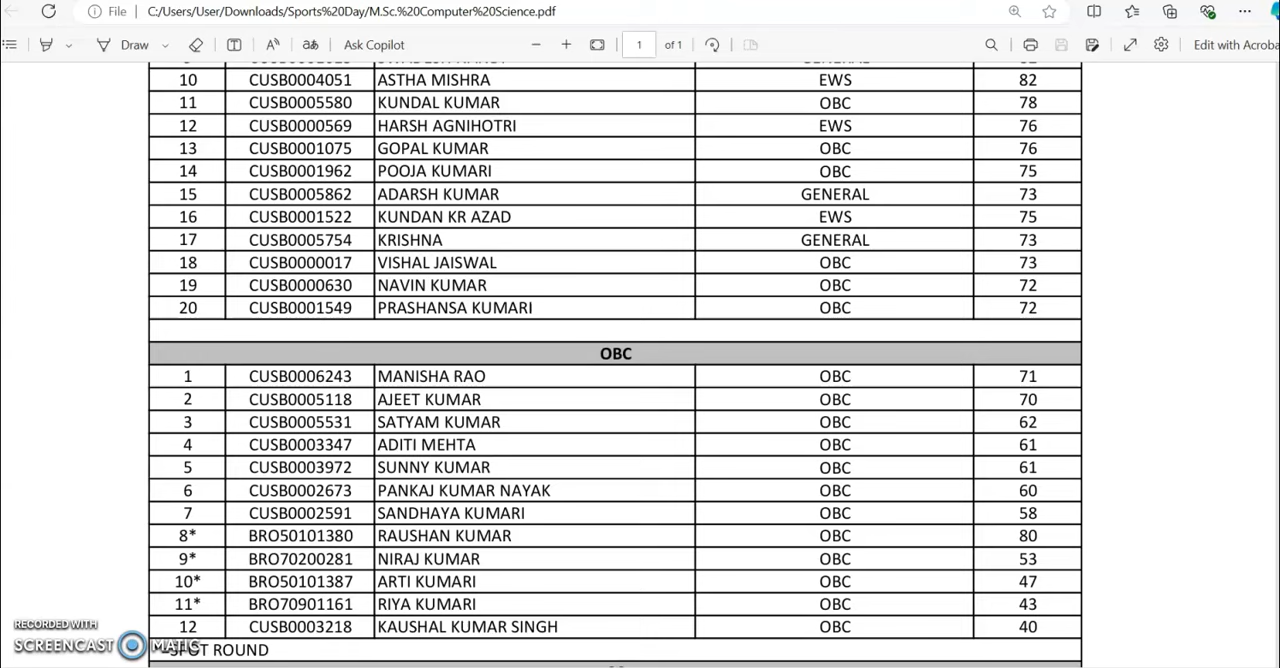 File C:/Users/User/Downloads/Sports%20Day/M.Sc.%20Computer%20Science.pdf
Draw Ask Copilot 1 of 1 Edit with Acroba
10 CUSB0004051 ASTHA MISHRA EWS 82
11 CUSB0005580 KUNDAL KUMAR OBC 78
12 CUSB0000569 HARSH AGNIHOTRI EWS 76
13 CUSB0001075 GOPAL KUMAR OBC 76
14 CUSB0001962 POOJA KUMARI OBC 75
15 CUSB0005862 ADARSH KUMAR GENERAL 73
16 CUSB0001522 KUNDAN KR AZAD EWS 75
17 CUSB0005754 KRISHNA GENERAL 73
18 CUSB0000017 VISHAL JAISWAL OBC 73
19 CUSB0000630 NAVIN KUMAR OBC 72
20 CUSB0001549 PRASHANSA KUMARI OBC 72
OBC
1 CUSB0006243 MANISHA RAO OBC 71
2 CUSB0005118 AJEET KUMAR OBC 70
3 CUSB0005531 SATYAM KUMAR OBC 62
4 CUSB0003347 ADITI MEHTA OBC 61
5 CUSB0003972 SUNNY KUMAR OBC 61
6 CUSB0002673 PANKAJ KUMAR NAYAK OBC 60
7 CUSB0002591 SANDHAYA KUMARI OBC 58
8* BRO50101380 RAUSHAN KUMAR OBC 80
9* BRO70200281 NIRAJ KUMAR OBC 53
10* BRO50101387 ARTI KUMARI OBC 47
11* BRO70901161 RIYA KUMARI OBC 43
12 CUSB0003218 KAUSHAL KUMAR SINGH OBC 40
SPOT ROUND
RECORDED WITH
SCREENCAST MATIC